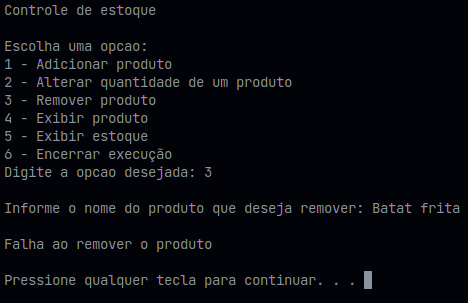 Controle de estoque
Escolha uma opcao:
1 - Adicionar produto
2 - Alterar quantidade de um produto
3 - Remover produto
4 - Exibir produto
5 - Exibir estoque
6 - Encerrar execução
Digite a opcao desejada: 3
Informe o nome do produto que deseja remover: Batat frita
Falha ao remover o produto
Pressione qualquer tecla para continuar. . .